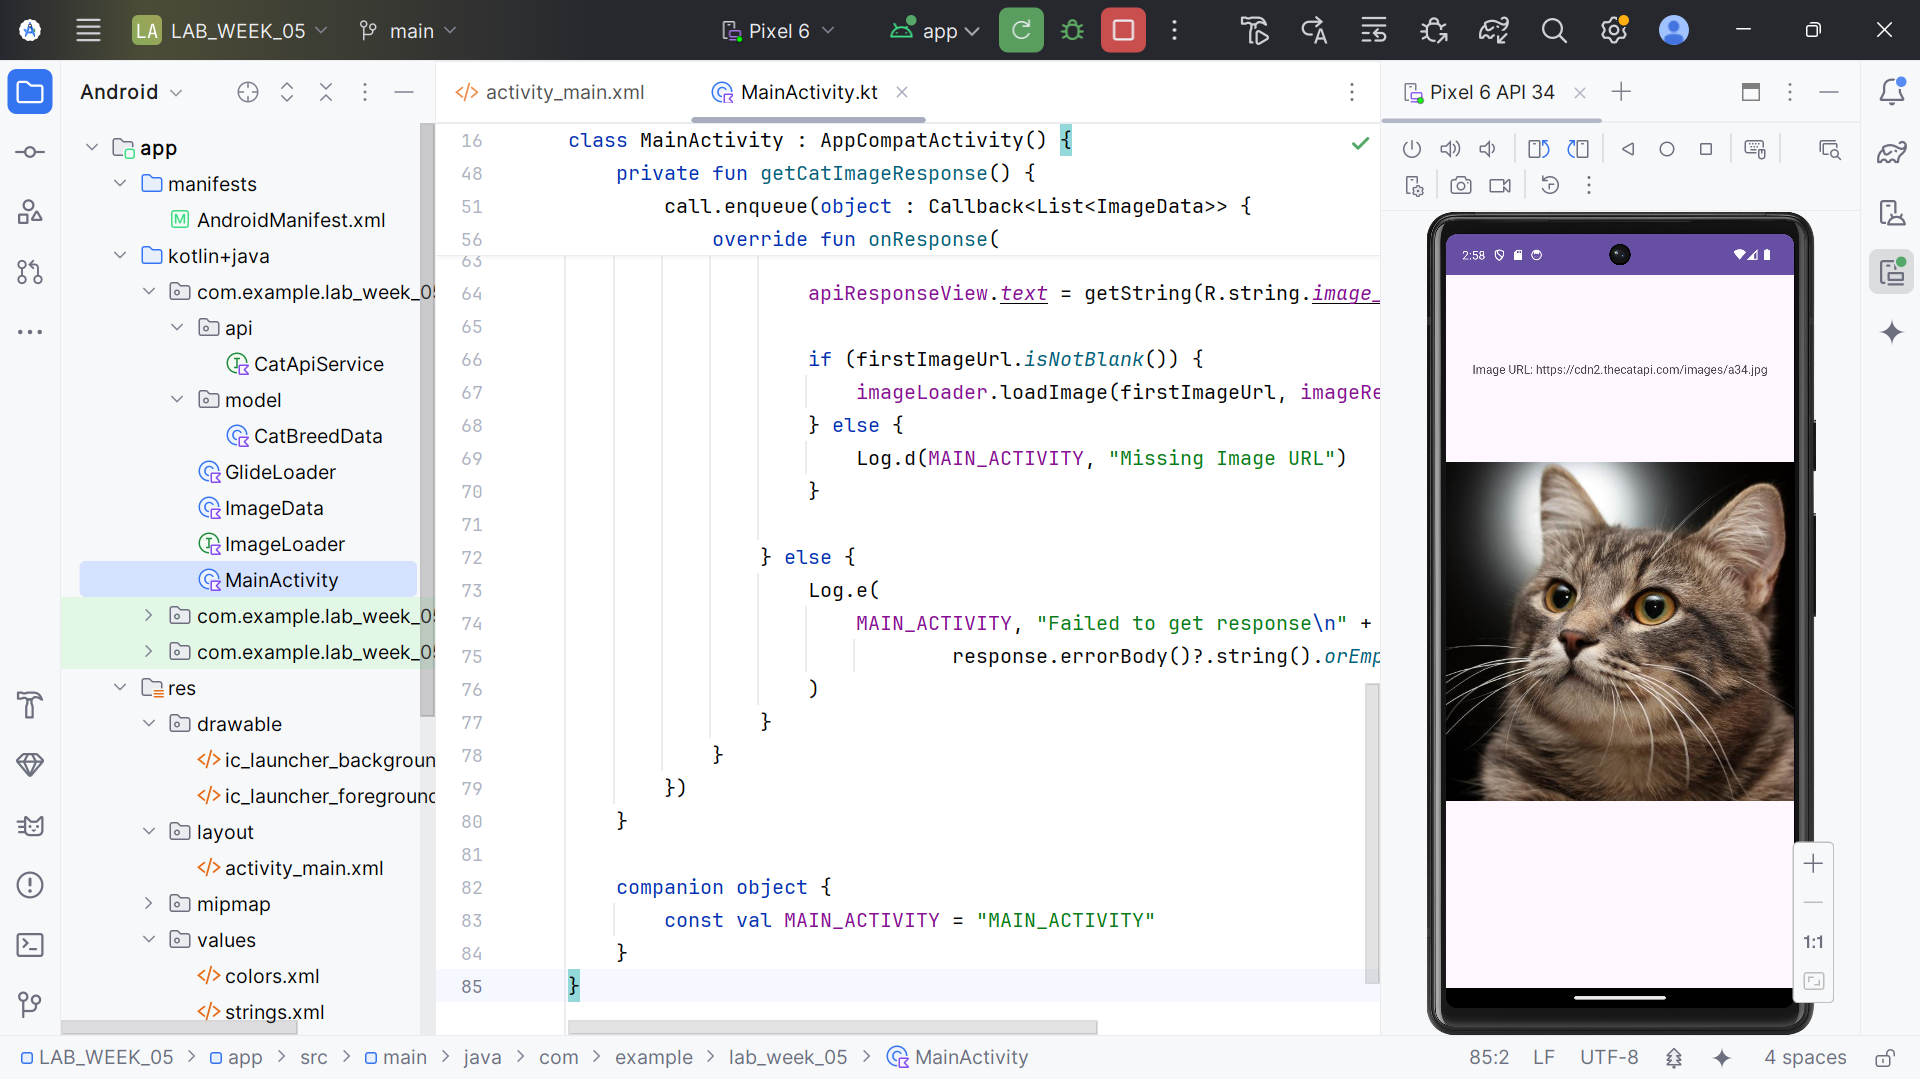 LA LAB_WEEK_05 main Pixel 6 app
Android
activity_main.xml MainActivity.kt
Pixel 6 API 34
app
manifests
AndroidManifest.xml
kotlin+java
com.example.lab_week_05
api
CatApiService
model
CatBreedData
GlideLoader
ImageData
ImageLoader
MainActivity
com.example.lab_week_05
com.example.lab_week_05
res
drawable
ic_launcher_backgroun
ic_launcher_foreground
layout
activity_main.xml
mipmap
values
colors.xml
strings.xml
16 class MainActivity : AppCompatActivity() {
48 private fun getCatImageResponse() {
51 call.enqueue(object : Callback<List<ImageData>> {
56 override fun onResponse(
63
64 apiResponseView.text = getString(R.string.image_
65
66 if (firstImageUrl.isNotBlank()) {
67 imageLoader.loadImage(firstImageUrl, imageRe
68 } else {
69 Log.d(MAIN_ACTIVITY, "Missing Image URL")
70 }
71
72 } else {
73 Log.e(
74 MAIN_ACTIVITY, "Failed to get response\n" +
75 response.errorBody()?.string().orEmp
76 )
77 }
78 }
79 })
80 }
81
82 companion object {
83 const val MAIN_ACTIVITY = "MAIN_ACTIVITY"
84 }
85 }
2:58
Image URL: https://cdn2.thecatapi.com/images/a34.jpg
1:1
LAB_WEEK_05 > app > src > main > java > com > example > lab_week_05 > MainActivity
85:2 LF UTF-8 4 spaces